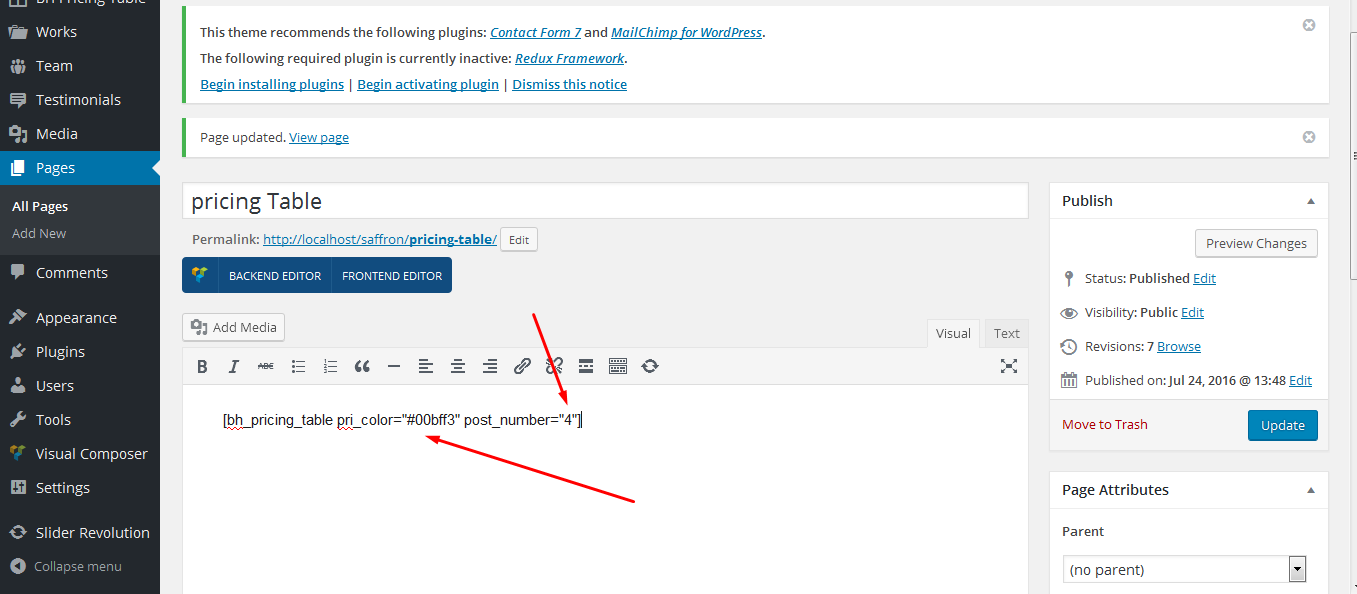 BH Pricing Table
Works
Team
Testimonials
Media
Pages
All Pages
Add New
Comments
Appearance
Plugins
Users
Tools
Visual Composer
Settings
Slider Revolution
Collapse menu
This theme recommends the following plugins: Contact Form 7 and MailChimp for WordPress.
The following required plugin is currently inactive: Redux Framework.
Begin installing plugins | Begin activating plugin | Dismiss this notice
Page updated. View page
pricing Table
Permalink: http://localhost/saffron/pricing-table/ Edit
BACKEND EDITOR FRONTEND EDITOR
Add Media
Visual Text
B I ABC
[bh_pricing_table pri_color="#00bff3" post_number="4"]
Publish
Preview Changes
Status: Published Edit
Visibility: Public Edit
Revisions: 7 Browse
Published on: Jul 24, 2016 @ 13:48 Edit
Move to Trash Update
Page Attributes
Parent
(no parent)